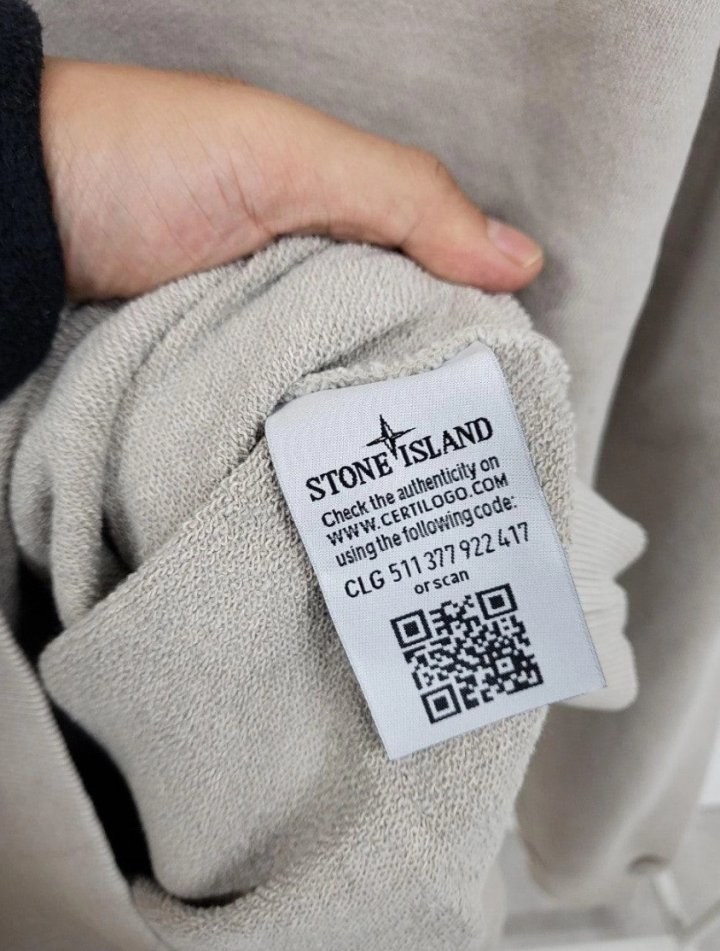 STONE ISLAND
Check the authenticity on
WWW.CERTILOGO.COM
using the following code:
CLG 511 377 922 417
or scan